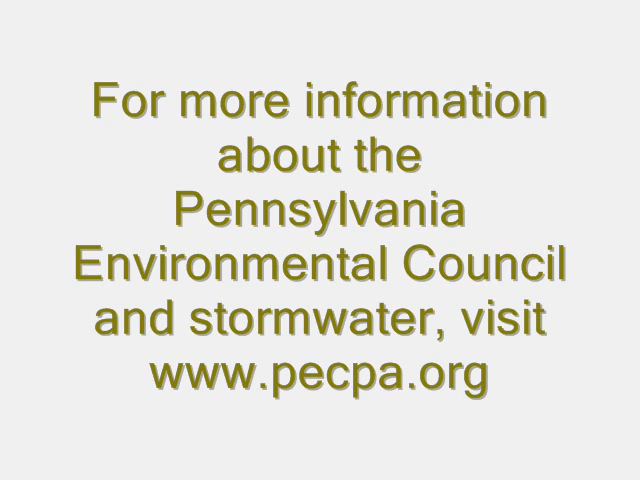 For more information
about the
Pennsylvania
Environmental Council
and stormwater, visit
www.pecpa.org